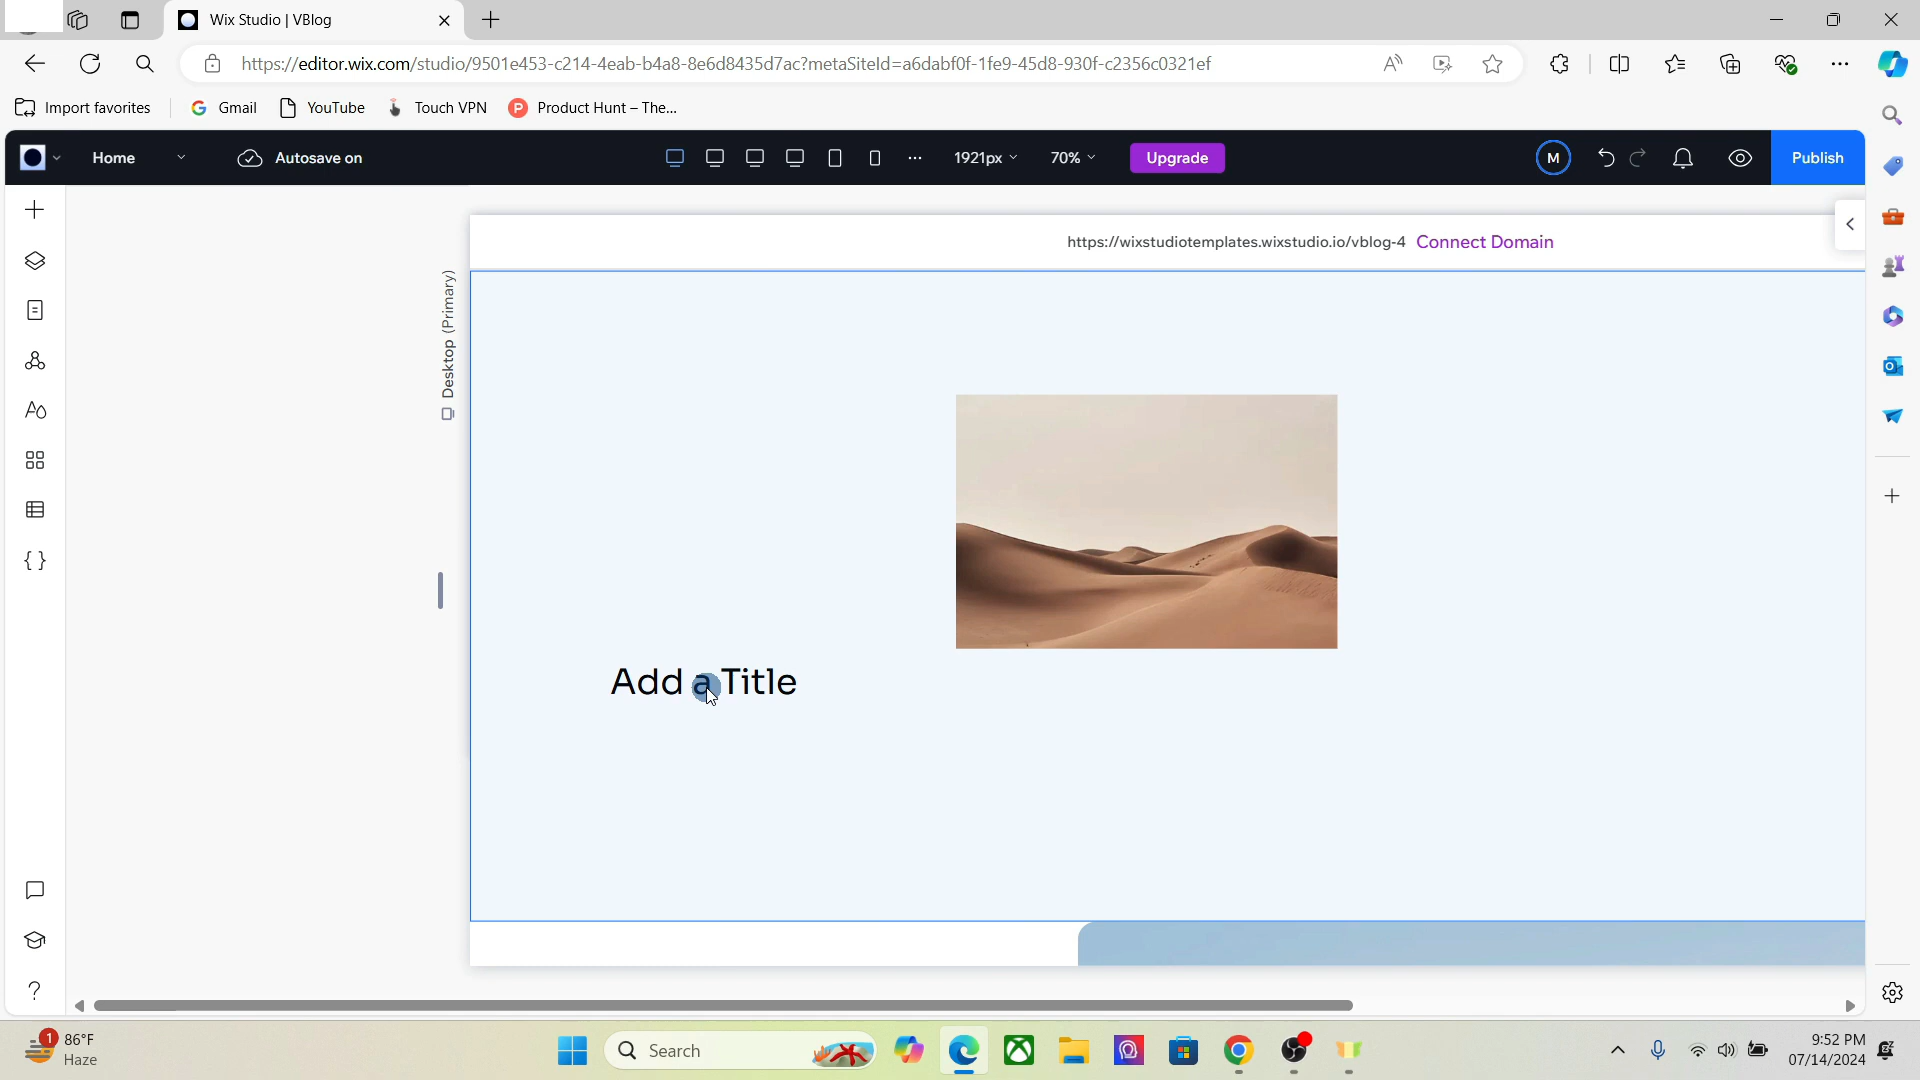 Wix Studio | VBlog
https://editor.wix.com/studio/9501e453-c214-4eab-b4a8-8e6d8435d7ac?metaSiteId=a6dabf0f-1fe9-45d8-930f-c2356c0321ef
Import favorites
Gmail
YouTube
Touch VPN
Product Hunt – The...
Home
Autosave on
1921px
70%
Upgrade
M
Publish
https://wixstudiotemplates.wixstudio.io/vblog-4 Connect Domain
Desktop (Primary)
Add a Title
1
86°F
Haze
Search
9:52 PM
07/14/2024